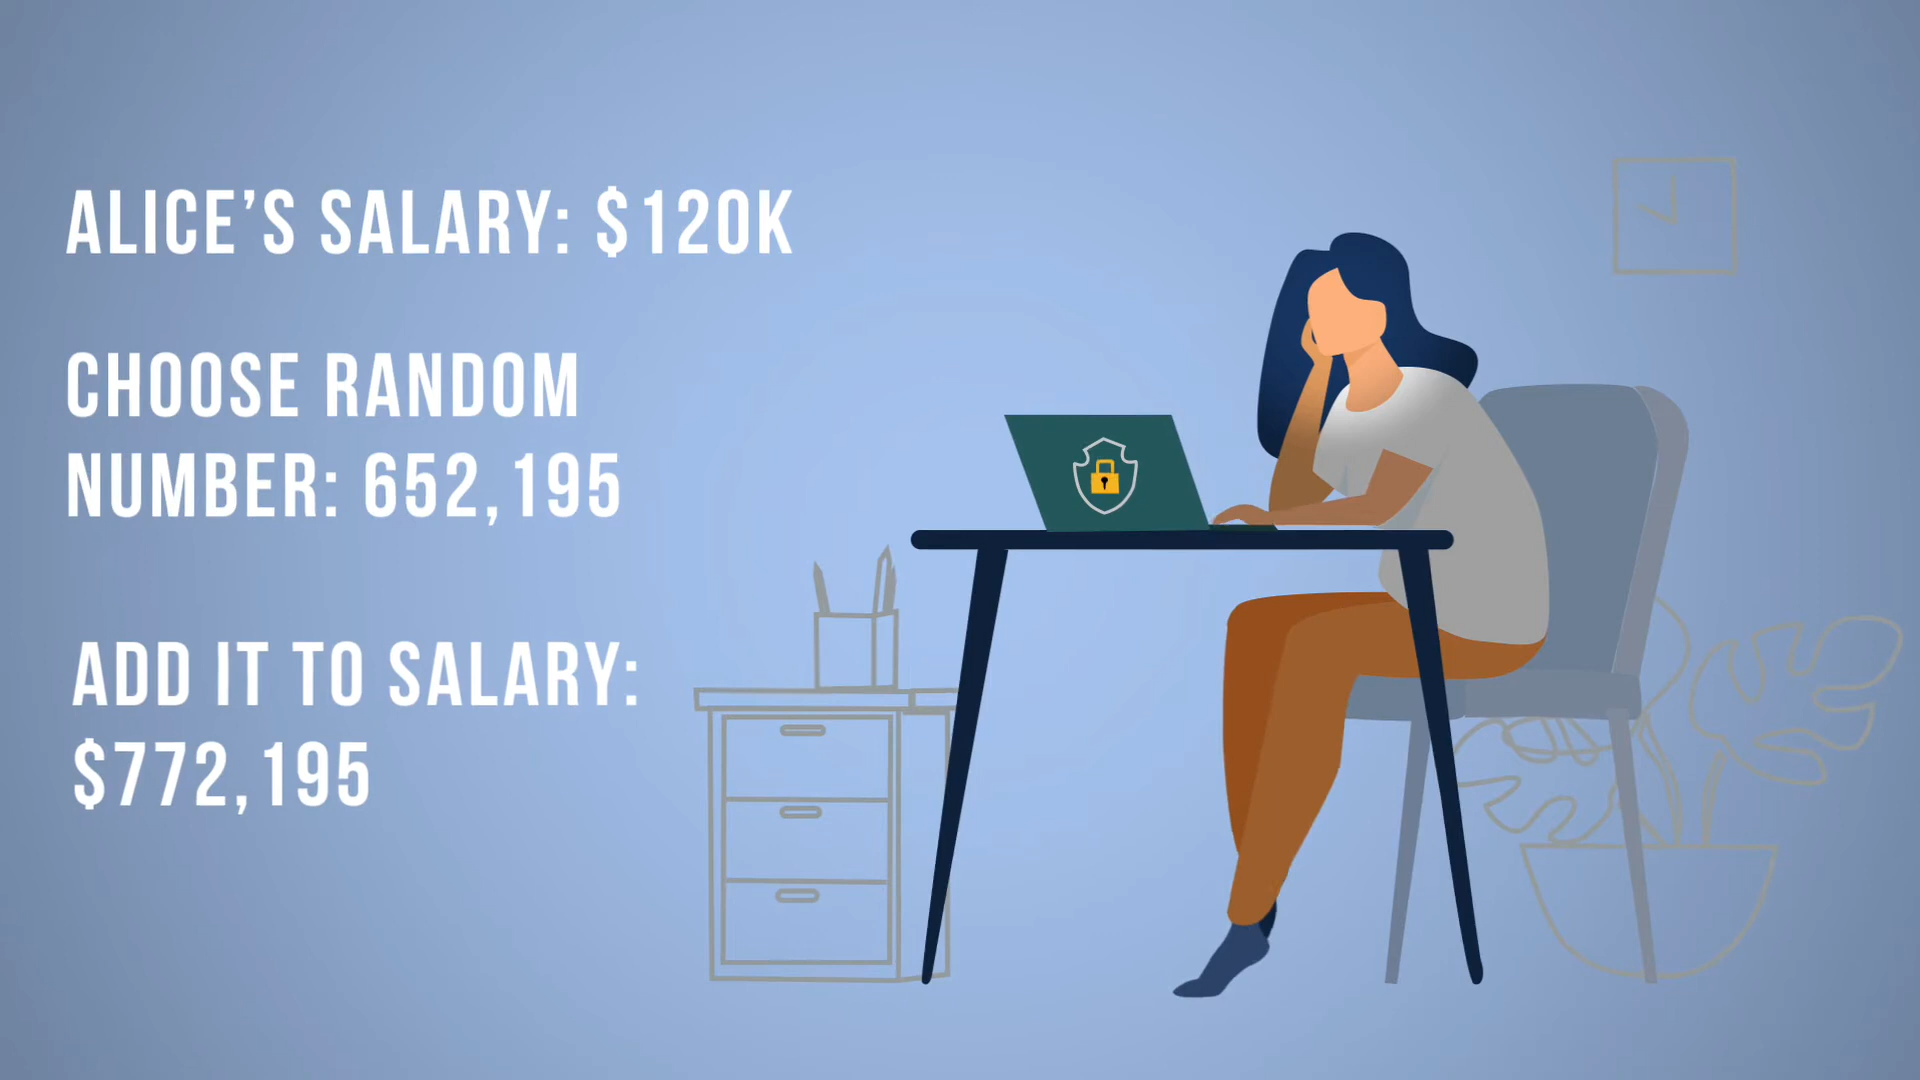 ALICE’S SALARY: $120K
CHOOSE RANDOM
NUMBER: 652,195
ADD IT TO SALARY:
$772,195